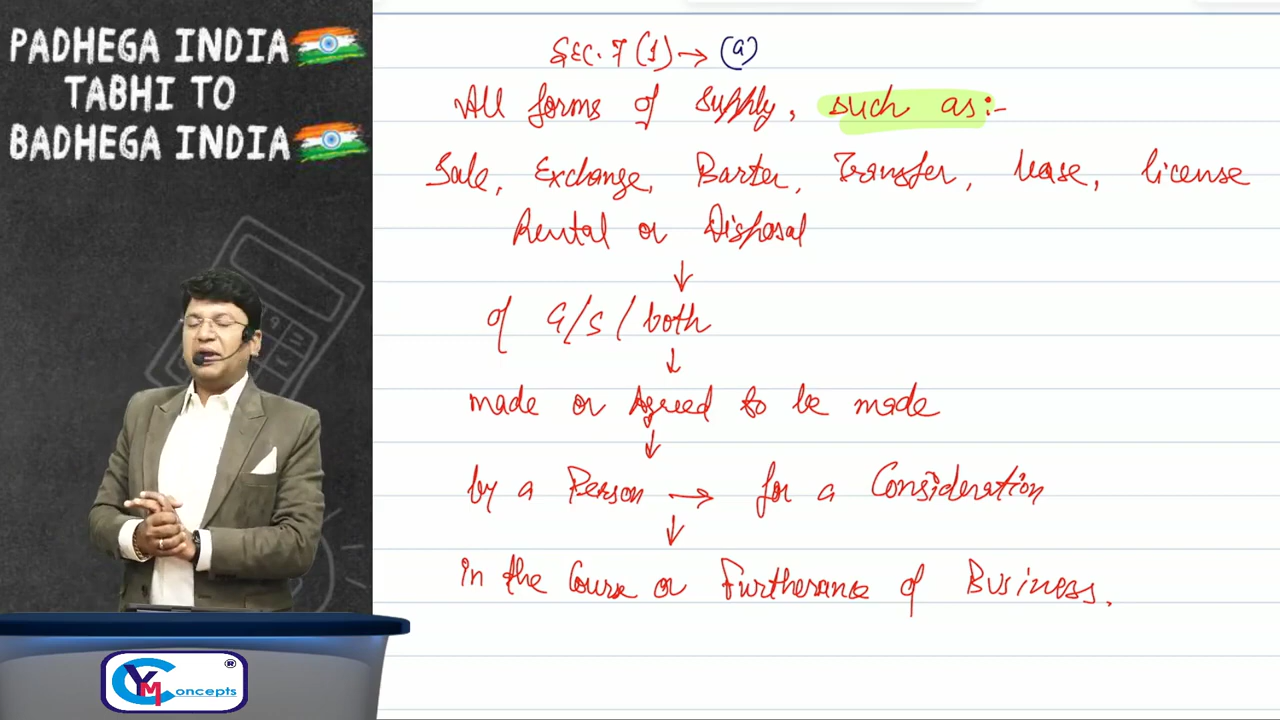 PADHEGA INDIA
TABHI TO
BADHEGA INDIA
SEC. 7 (1) → (a)
All forms of Supply, such as:-
Sale, Exchange, Barter, Transfer, lease, license
Rental or Disposal
↓
of G/S/both
↓
made or Agreed to be made
↓
by a Person → for a Consideration
↓
in the Course or Furtherance of Business.
YM Concepts ®